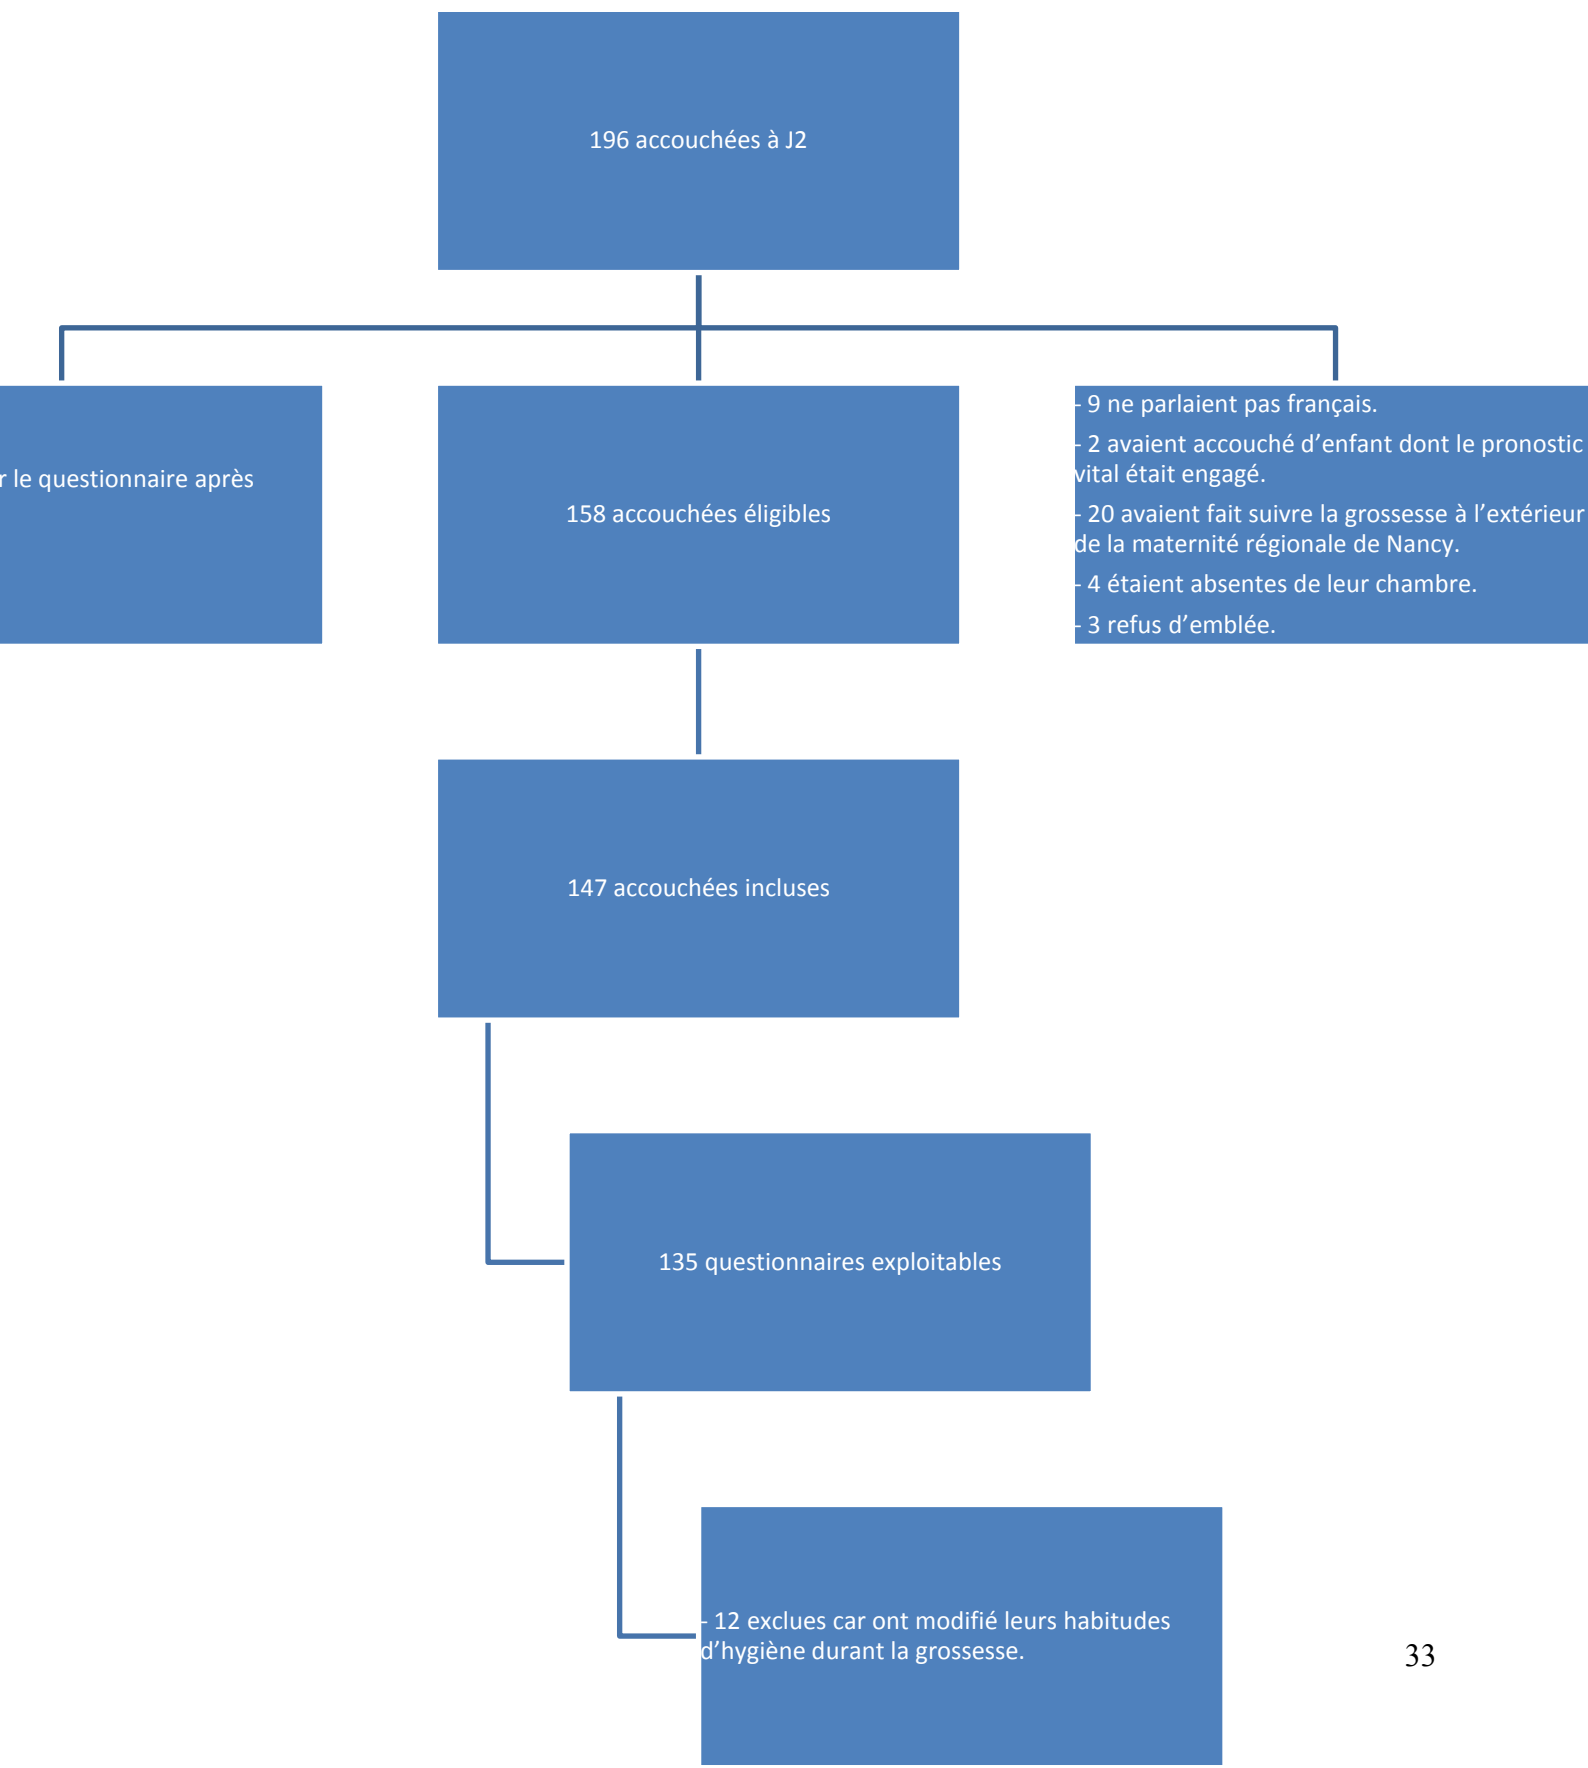 196 accouchées à J2
r le questionnaire après
158 accouchées éligibles
- 9 ne parlaient pas français.
- 2 avaient accouché d’enfant dont le pronostic
vital était engagé.
- 20 avaient fait suivre la grossesse à l’extérieur
de la maternité régionale de Nancy.
- 4 étaient absentes de leur chambre.
- 3 refus d’emblée.
147 accouchées incluses
135 questionnaires exploitables
- 12 exclues car ont modifié leurs habitudes
d’hygiène durant la grossesse.
33